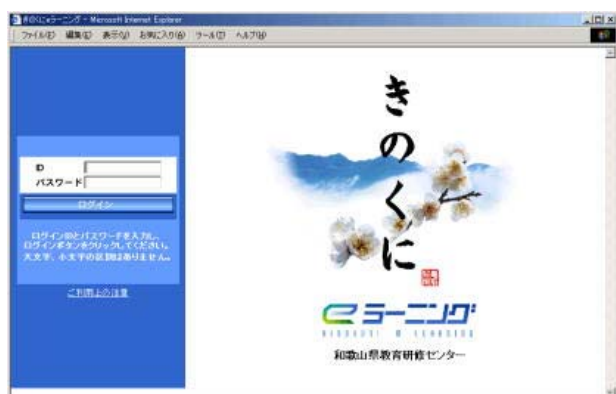 きのくにeラーニング - Microsoft Internet Explorer
ファイル(F) 編集(E) 表示(V) お気に入り(A) ツール(T) ヘルプ(H)
ID
パスワード
ログイン
ログインIDとパスワードを入力し、
ログインボタンをクリックしてください。
大文字、小文字の区別はありません。
ご利用上の注意
きのくに
eラーニング
KINOKUNI e LEARNING
和歌山県教育研修センター